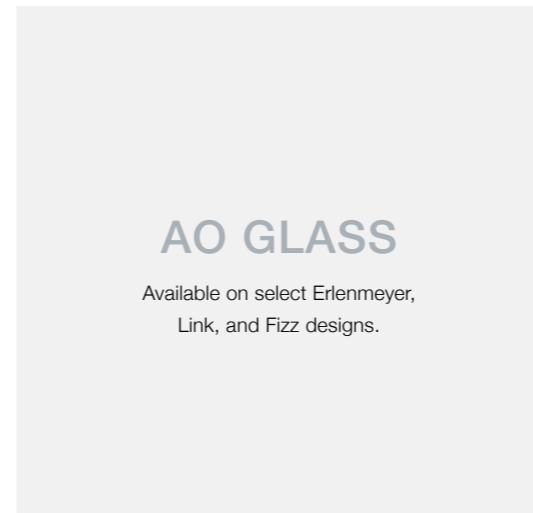 AO GLASS
Available on select Erlenmeyer,
Link, and Fizz designs.